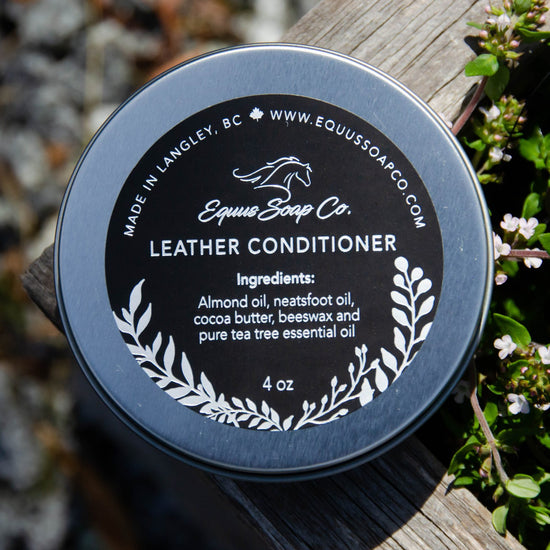 MADE IN LANGLEY, BC 🍁 WWW.EQUUSSOAPCO.COM
Equus Soap Co.
LEATHER CONDITIONER
Ingredients:
Almond oil, neatsfoot oil,
cocoa butter, beeswax and
pure tea tree essential oil
4 oz